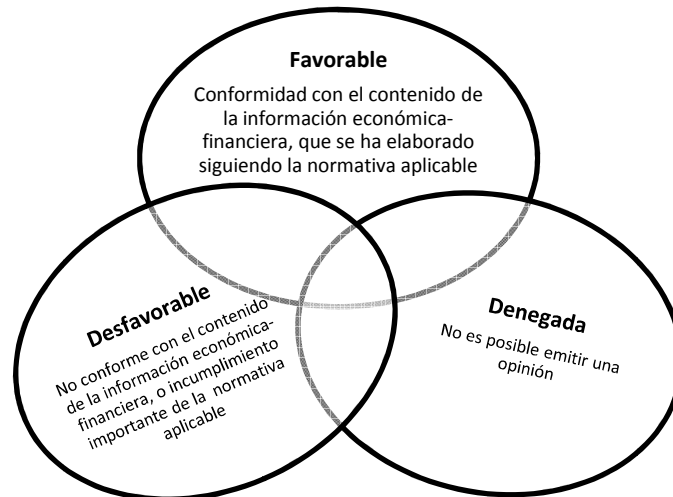 Favorable
Conformidad con el contenido de
la información económica-
financiera, que se ha elaborado
siguiendo la normativa aplicable
Desfavorable
No conforme con el contenido
de la información económica-
financiera, o incumplimiento
importante de la normativa
aplicable
Denegada
No es posible emitir una
opinión